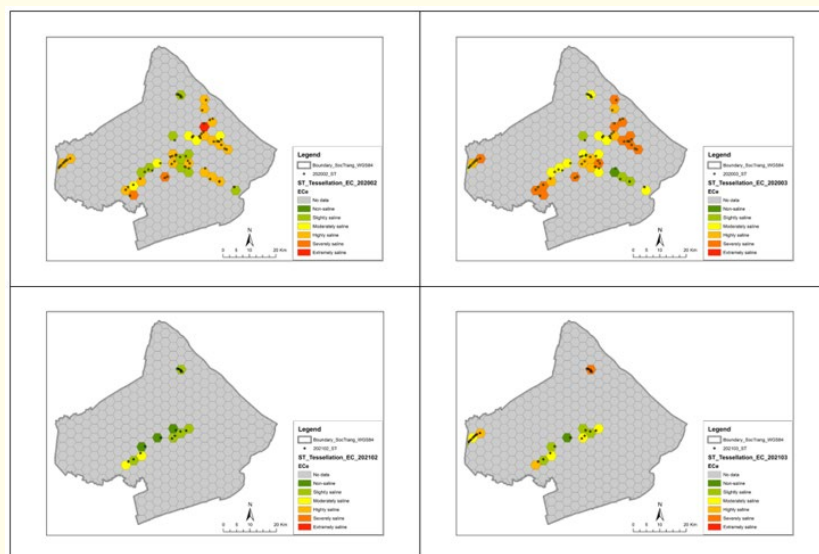 Legend
Boundary_SocTrang_WGS84
202002_ST
ST_Tessellation_EC_202002
ECe
No data
Non-saline
Slightly saline
Moderately saline
Highly saline
Severely saline
Extremely saline
N
0 5 10 20 Km
Legend
Boundary_SocTrang_WGS84
202003_ST
ST_Tessellation_EC_202003
ECe
No data
Non-saline
Slightly saline
Moderately saline
Highly saline
Severely saline
Extremely saline
N
0 5 10 20 Km
Legend
Boundary_SocTrang_WGS84
202102_ST
ST_Tessellation_EC_202102
ECe
No data
Non-saline
Slightly saline
Moderately saline
Highly saline
Severely saline
Extremely saline
N
0 5 10 20 Km
Legend
Boundary_SocTrang_WGS84
202103_ST
ST_Tessellation_EC_202103
ECe
No data
Non-saline
Slightly saline
Moderately saline
Highly saline
Severely saline
Extremely saline
N
0 5 10 20 Km